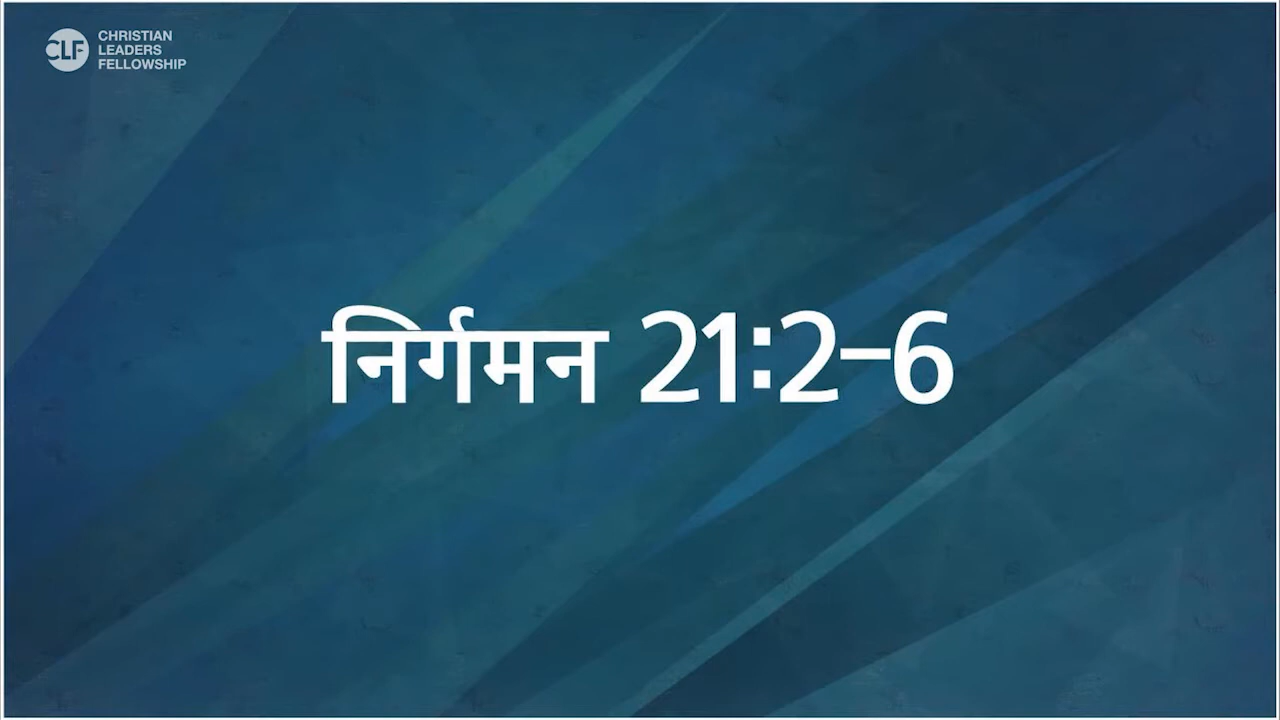 CLF
CHRISTIAN
LEADERS
FELLOWSHIP
निर्गमन 21:2-6